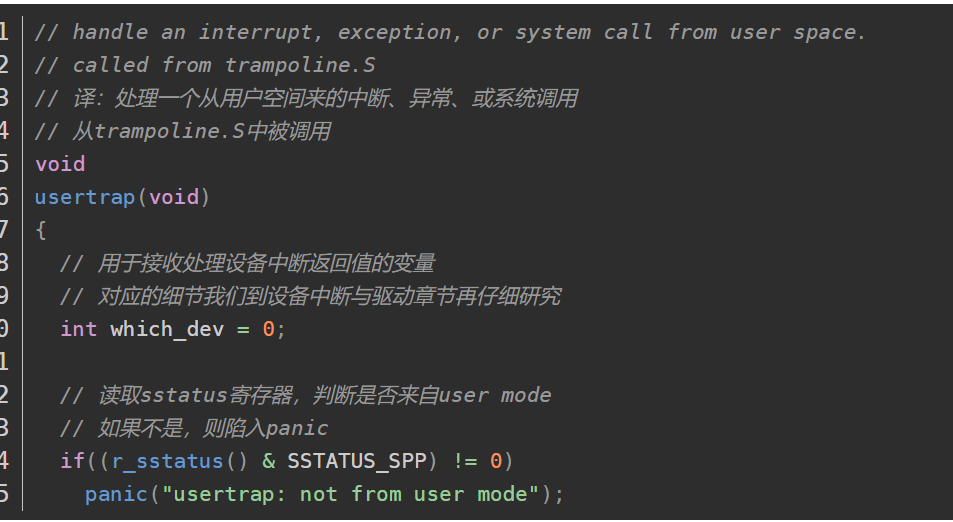 1 // handle an interrupt, exception, or system call from user space.
2 // called from trampoline.S
3 // 译：处理一个从用户空间来的中断、异常、或系统调用
4 // 从trampoline.S中被调用
5 void
6 usertrap(void)
7 {
8   // 用于接收处理设备中断返回值的变量
9   // 对应的细节我们到设备中断与驱动章节再仔细研究
0   int which_dev = 0;
1
2   // 读取sstatus寄存器，判断是否来自user mode
3   // 如果不是，则陷入panic
4   if((r_sstatus() & SSTATUS_SPP) != 0)
5     panic("usertrap: not from user mode");